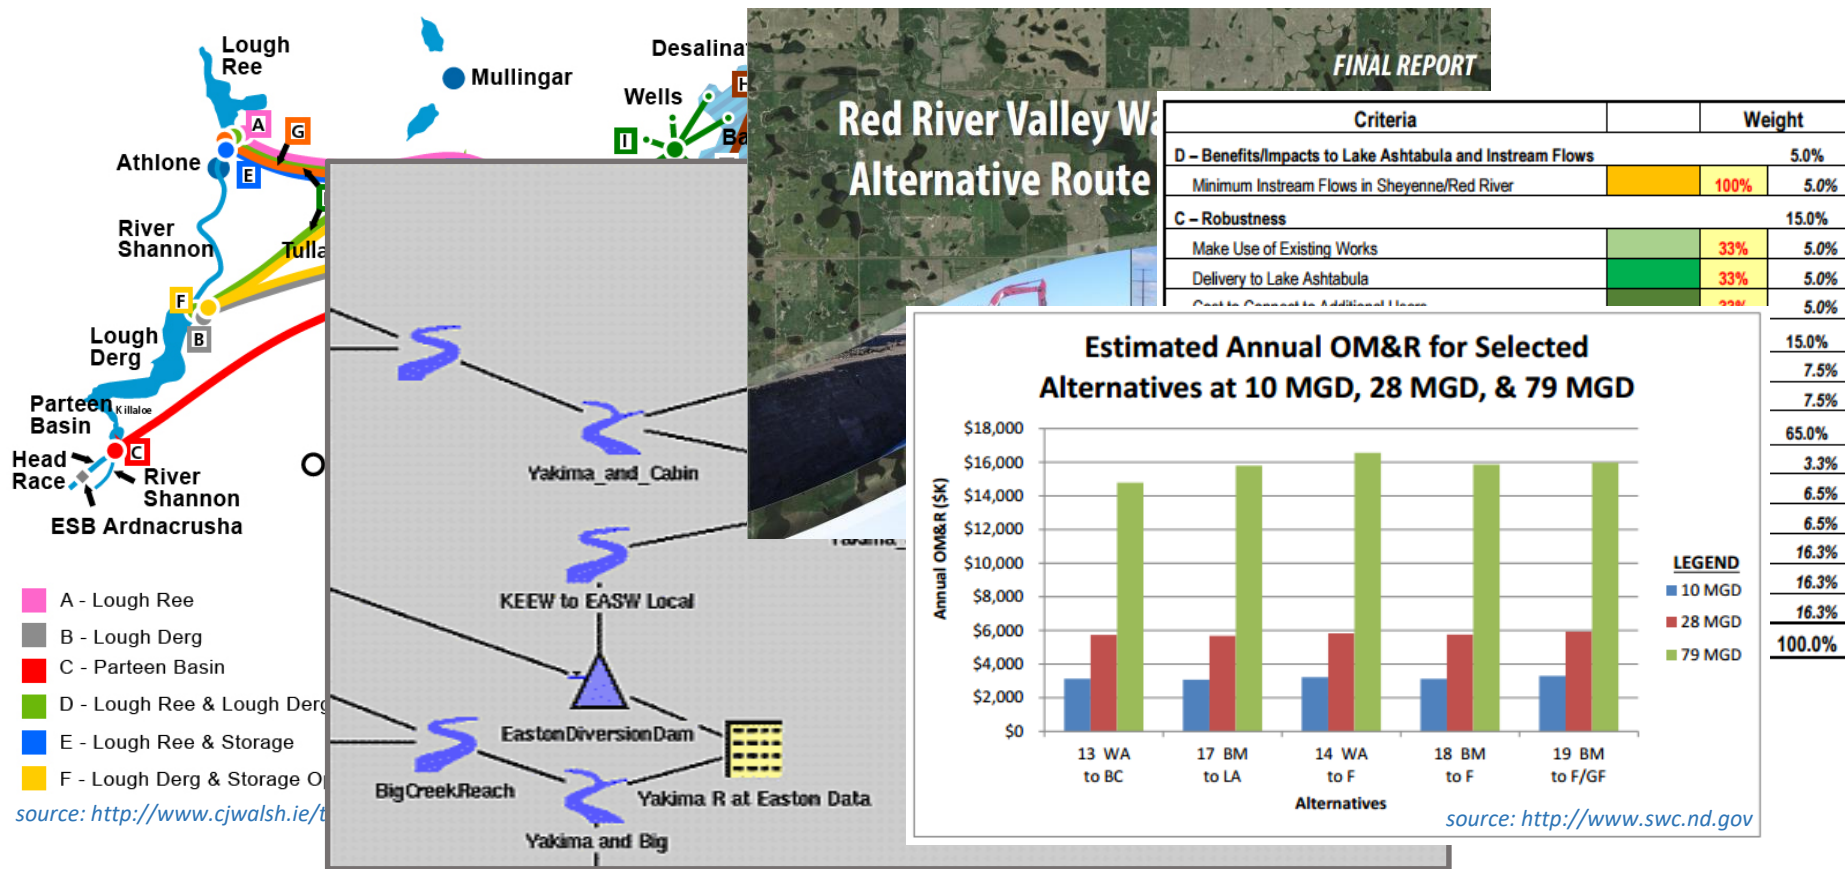 Lough
Ree
Mullingar
Wells
A
G
I
Athlone
E
River
Shannon
F
B
Lough
Derg
Parteen
Killaloe
Basin
C
Head
Race
River
Shannon
ESB Ardnacrusha
A - Lough Ree
B - Lough Derg
C - Parteen Basin
D - Lough Ree & Lough Derg
E - Lough Ree & Storage
F - Lough Derg & Storage
source: http://www.cjwalsh.ie/t
Yakima_and_Cabin
KEEW to EASW Local
EastonDiversionDam
BigCreekReach
Yakima R at Easton Data
Yakima and Big
FINAL REPORT
Red River Valley
Alternative Route
Criteria Weight
D – Benefits/Impacts to Lake Ashtabula and Instream Flows 5.0%
Minimum Instream Flows in Sheyenne/Red River 100% 5.0%
C – Robustness 15.0%
Make Use of Existing Works 33% 5.0%
Delivery to Lake Ashtabula 33% 5.0%
5.0%
15.0%
7.5%
7.5%
65.0%
3.3%
6.5%
6.5%
16.3%
16.3%
16.3%
100.0%
Estimated Annual OM&R for Selected
Alternatives at 10 MGD, 28 MGD, & 79 MGD
Annual OM&R ($K)
$18,000
$16,000
$14,000
$12,000
$10,000
$8,000
$6,000
$4,000
$2,000
$0
13 WA
to BC
17 BM
to LA
14 WA
to F
18 BM
to F
19 BM
to F/GF
Alternatives
LEGEND
10 MGD
28 MGD
79 MGD
source: http://www.swc.nd.gov